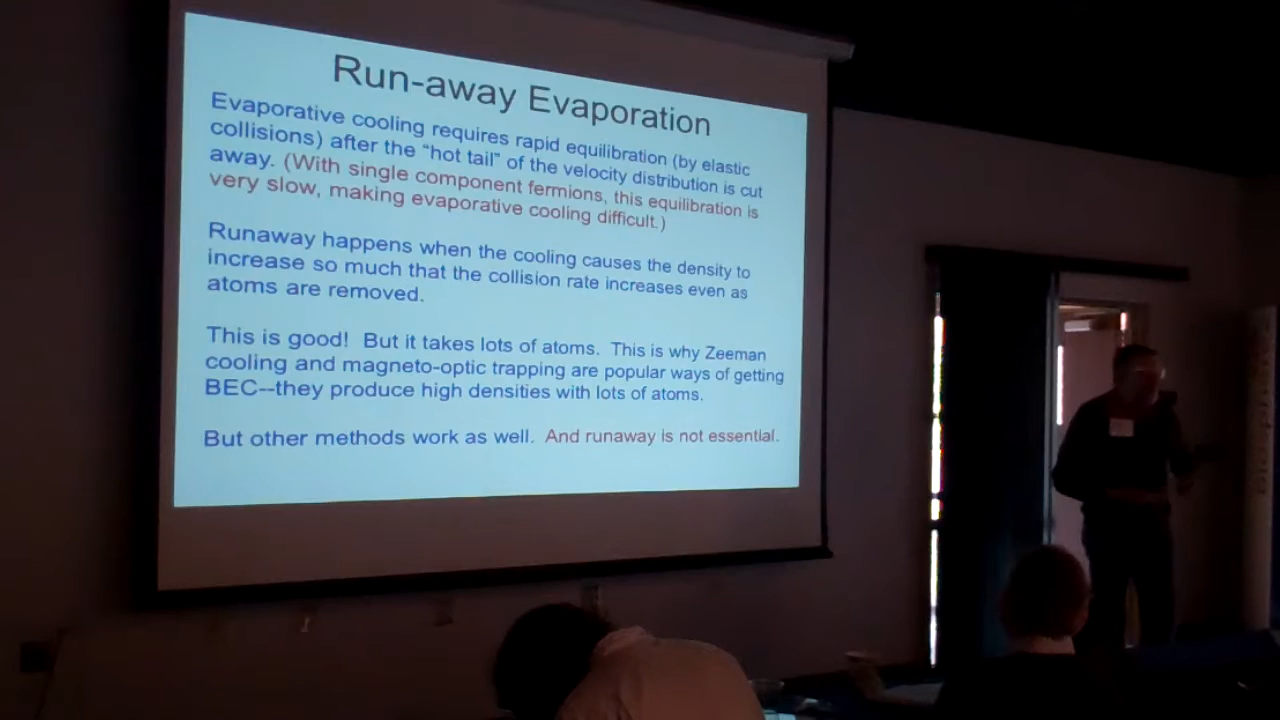 Run-away Evaporation
Evaporative cooling requires rapid equilibration (by elastic
collisions) after the “hot tail” of the velocity distribution is cut
away. (With single component fermions, this equilibration is
very slow, making evaporative cooling difficult.)
Runaway happens when the cooling causes the density to
increase so much that the collision rate increases even as
atoms are removed.
This is good! But it takes lots of atoms. This is why Zeeman
cooling and magneto-optic trapping are popular ways of getting
BEC--they produce high densities with lots of atoms.
But other methods work as well. And runaway is not essential.